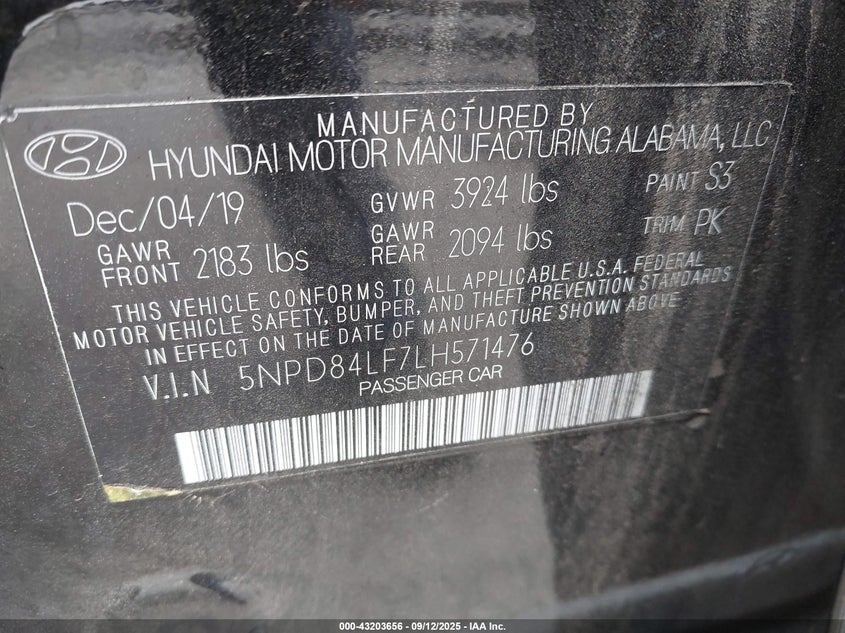 MANUFACTURED BY
HYUNDAI MOTOR MANUFACTURING ALABAMA, LLC
Dec/04/19 GVWR 3924 lbs PAINT S3
GAWR FRONT 2183 lbs GAWR REAR 2094 lbs TRIM PK
THIS VEHICLE CONFORMS TO ALL APPLICABLE U.S.A. FEDERAL
MOTOR VEHICLE SAFETY, BUMPER, AND THEFT PREVENTION STANDARDS
IN EFFECT ON THE DATE OF MANUFACTURE SHOWN ABOVE.
V.I.N 5NPD84LF7LH571476
PASSENGER CAR
000-43203656 - 09/12/2025 - IAA Inc.